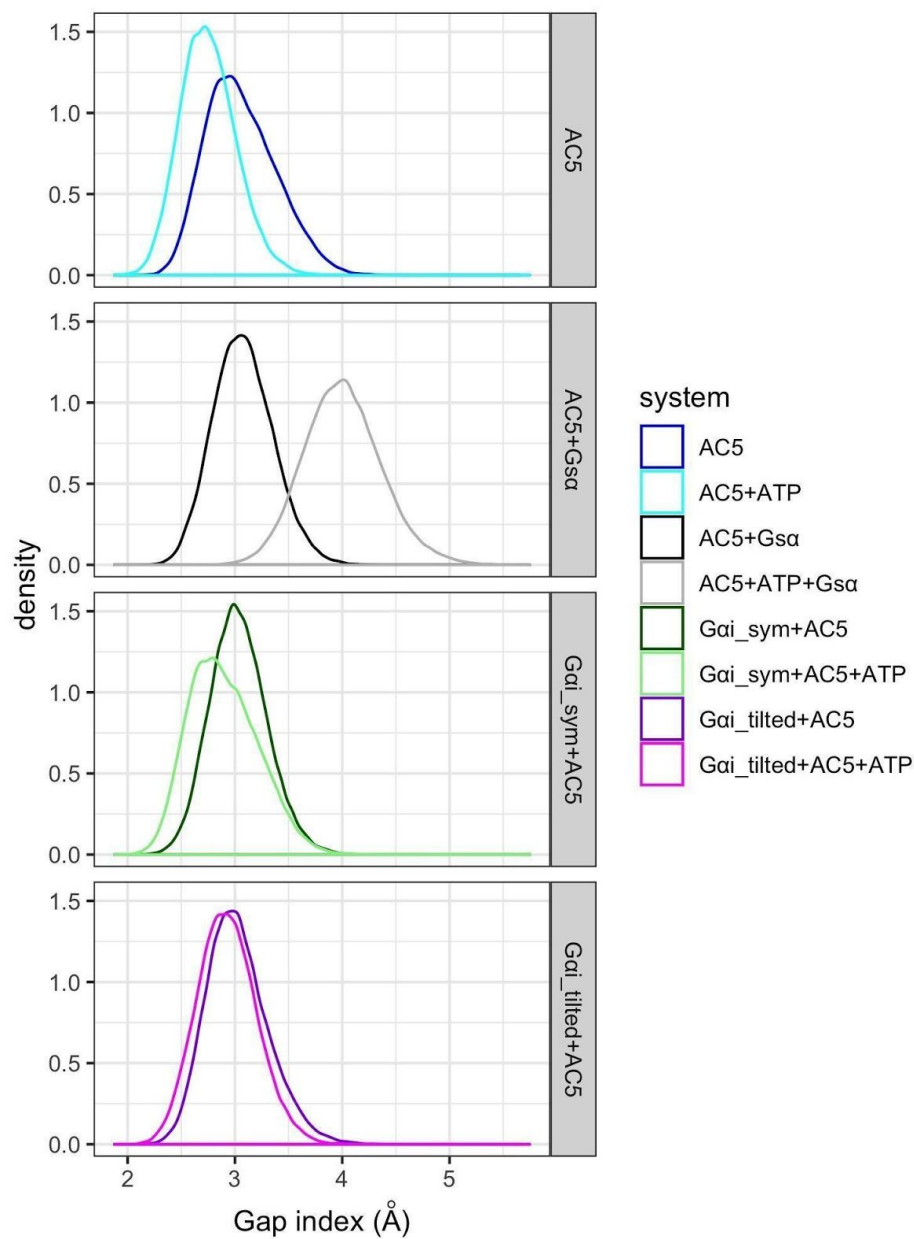 1.5
1.0
0.5
0.0
AC5
1.5
1.0
0.5
0.0
AC5+Gsα
1.5
1.0
0.5
0.0
Gαi_sym+AC5
1.5
1.0
0.5
0.0
Gαi_tilted+AC5
density
2 3 4 5
Gap index (Å)
system
AC5
AC5+ATP
AC5+Gsα
AC5+ATP+Gsα
Gαi_sym+AC5
Gαi_sym+AC5+ATP
Gαi_tilted+AC5
Gαi_tilted+AC5+ATP